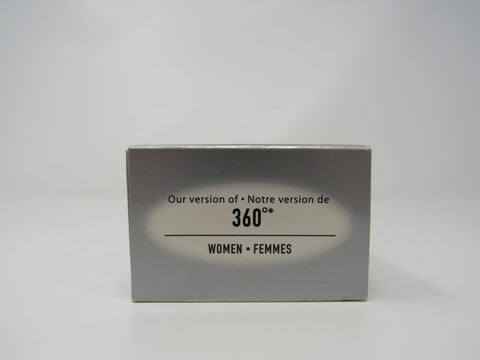 Our version of • Notre version de
360°*
WOMEN • FEMMES